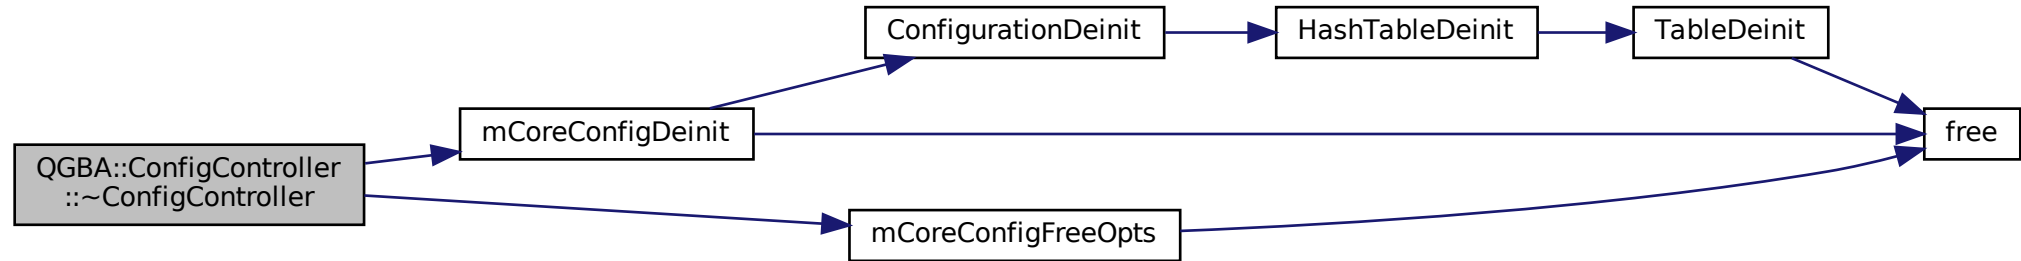 QGBA::ConfigController
::~ConfigController
mCoreConfigDeinit
ConfigurationDeinit
HashTableDeinit
TableDeinit
free
mCoreConfigFreeOpts